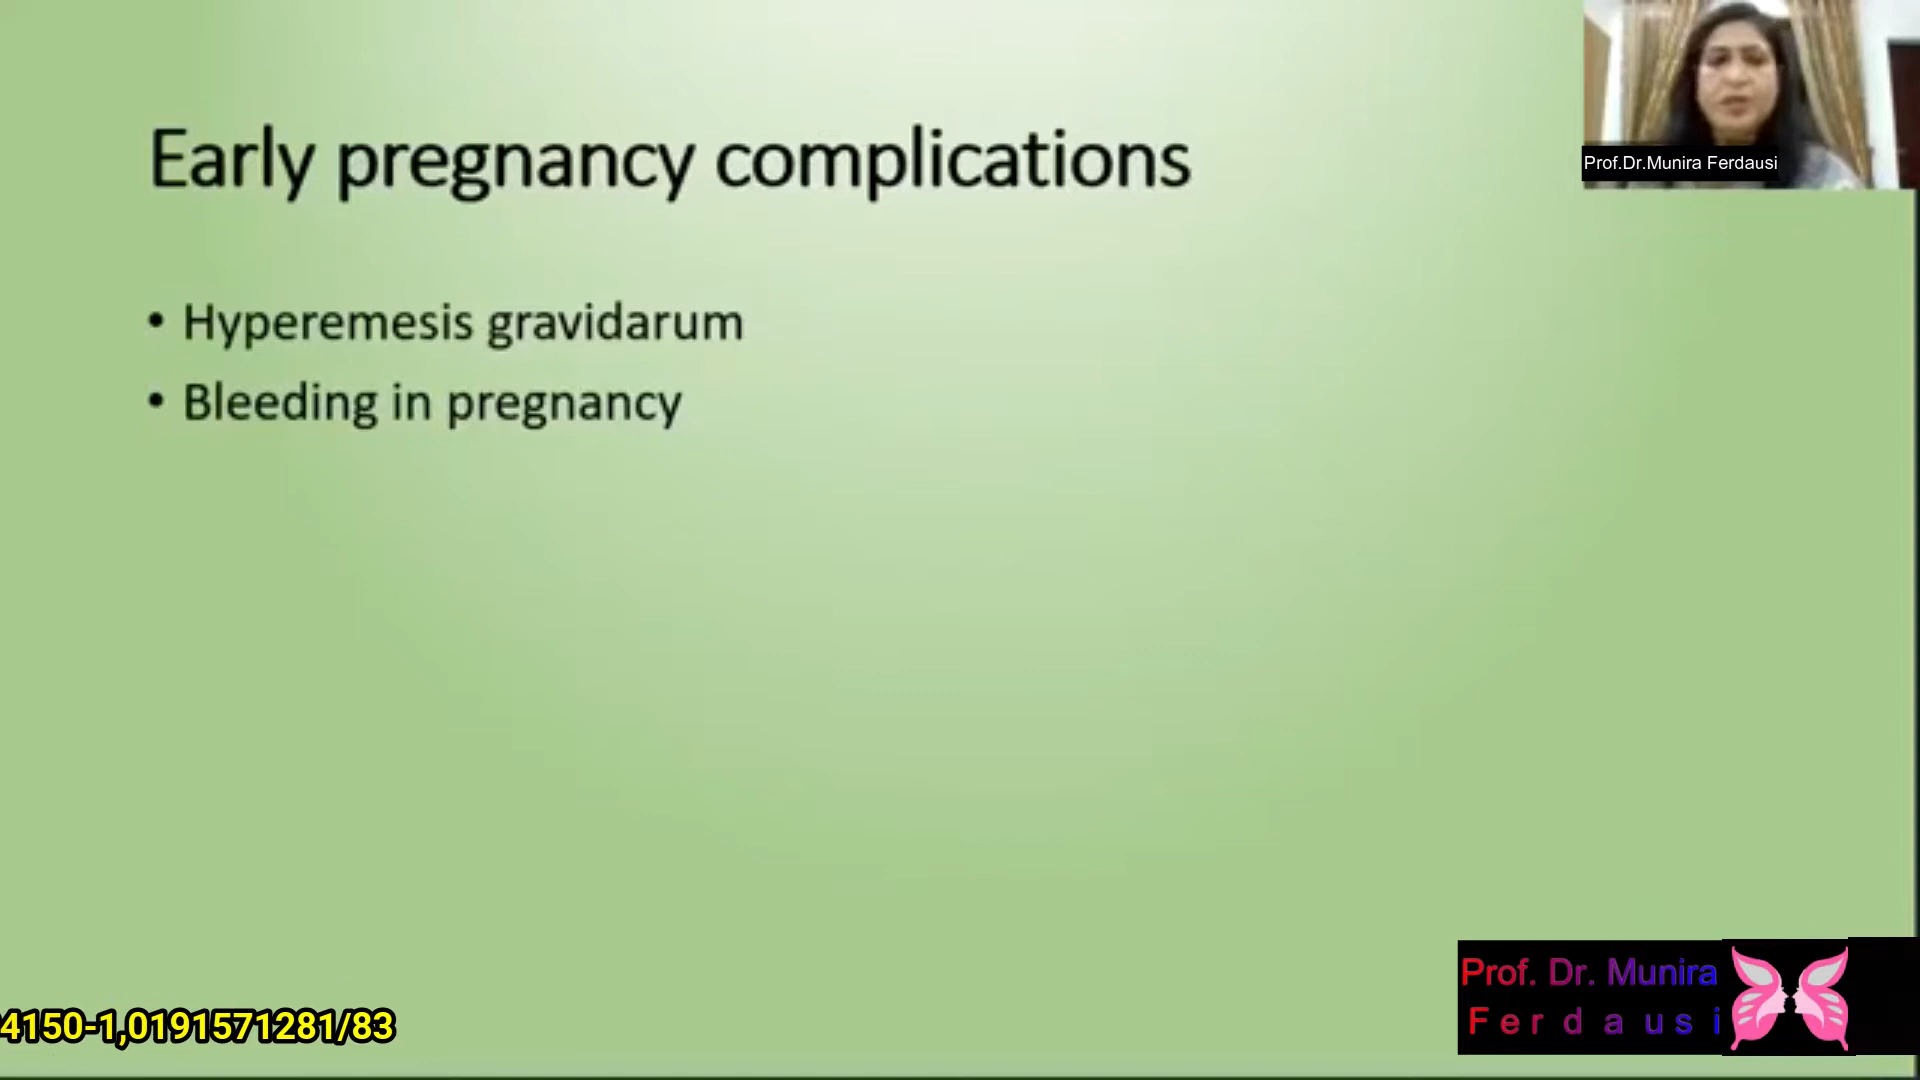 Early pregnancy complications
Prof.Dr.Munira Ferdausi
• Hyperemesis gravidarum
• Bleeding in pregnancy
4150-1,0191571281/83
Prof. Dr. Munira
Ferdausi